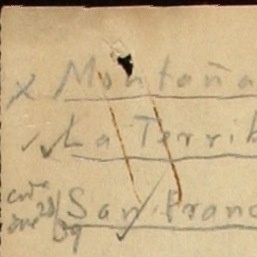 x Montaña
✓✓ La Terrib
San Franc